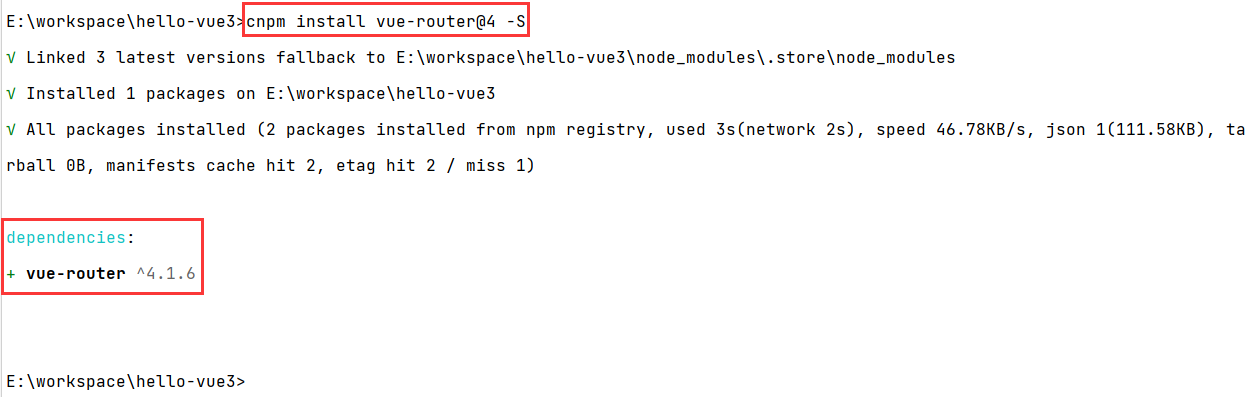 E:\workspace\hello-vue3>cnpm install vue-router@4 -S
√ Linked 3 latest versions fallback to E:\workspace\hello-vue3\node_modules\.store\node_modules
√ Installed 1 packages on E:\workspace\hello-vue3
√ All packages installed (2 packages installed from npm registry, used 3s(network 2s), speed 46.78KB/s, json 1(111.58KB), ta
rball 0B, manifests cache hit 2, etag hit 2 / miss 1)
dependencies:
+ vue-router ^4.1.6
E:\workspace\hello-vue3>